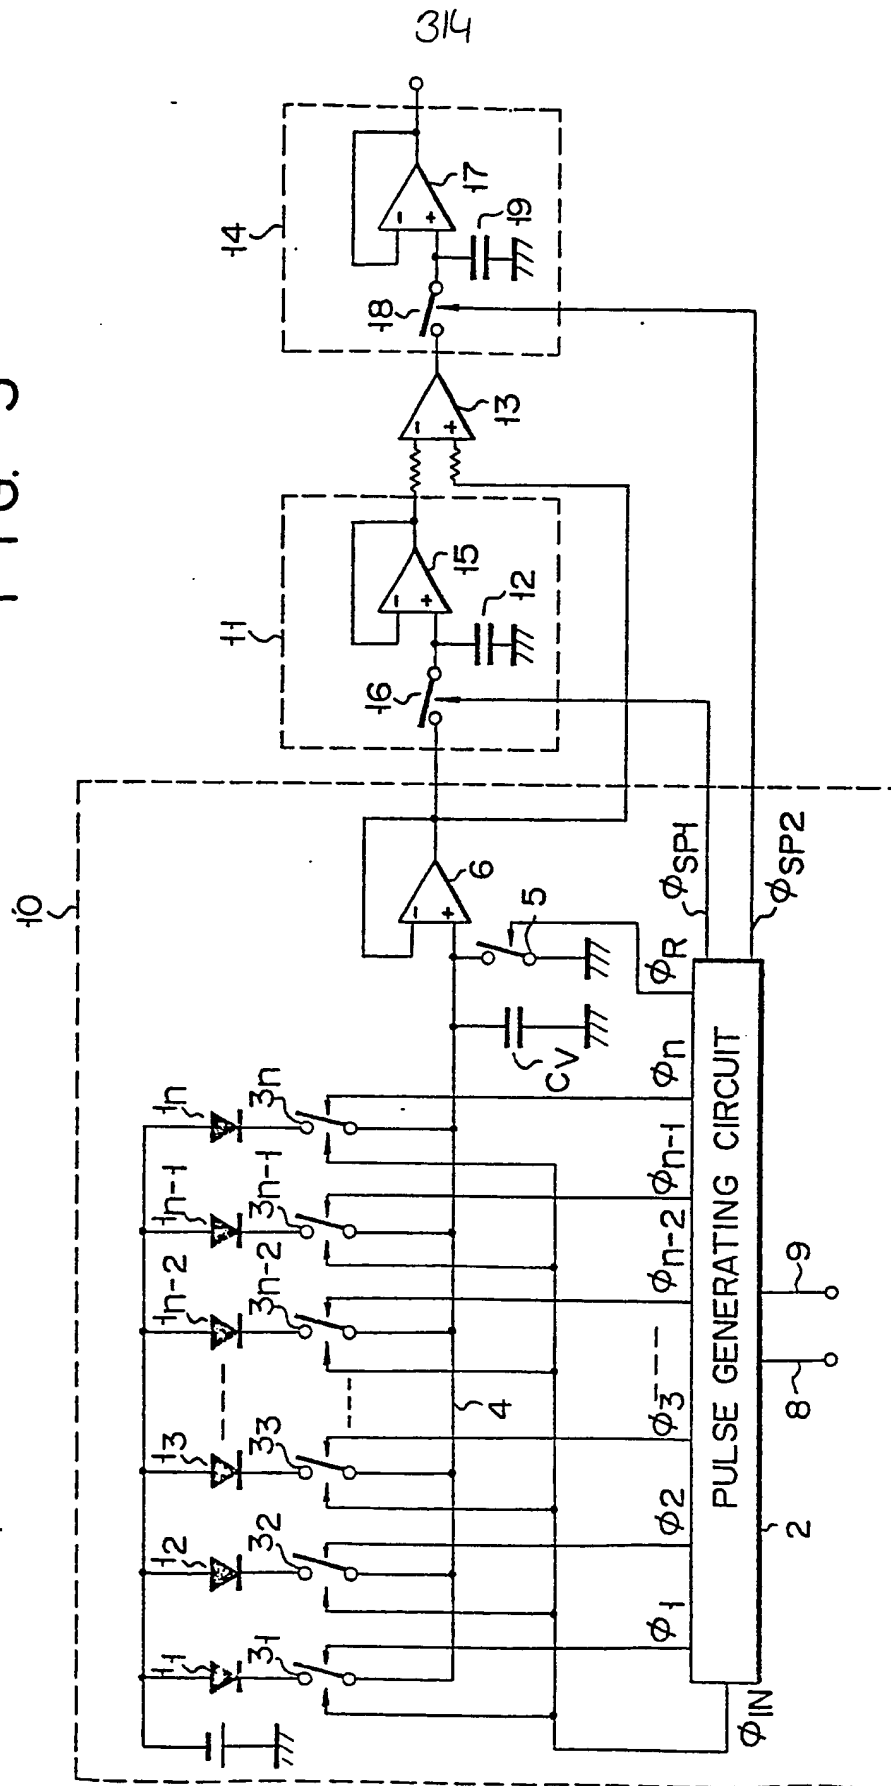 3/4
FIG. 3
10
11
14
16
15
12
13
18
17
19
11
12
13
1n-2
1n-1
1n
31
32
33
3n-2
3n-1
3n
4
CV
5
6
ϕIN
ϕ1
ϕ2
ϕ3
ϕn-2
ϕn-1
ϕn
ϕR
ϕSP1
ϕSP2
PULSE GENERATING CIRCUIT
2
8
9